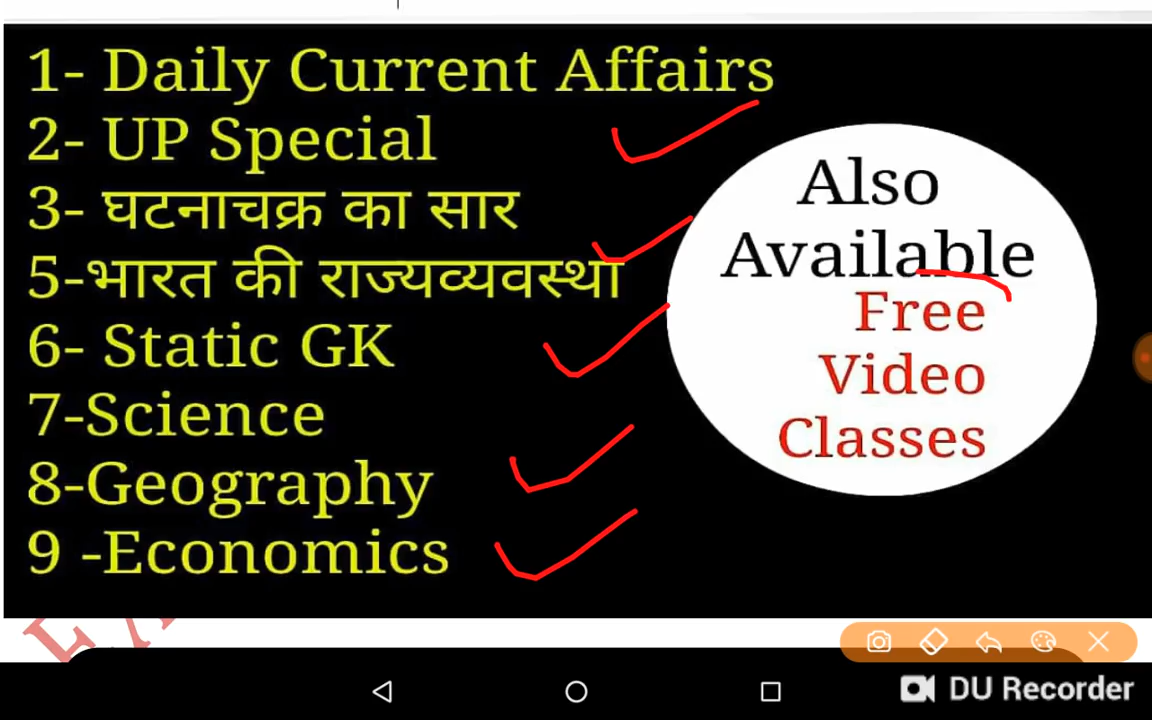 1- Daily Current Affairs
2- UP Special
3- घटनाचक्र का सार
5-भारत की राज्यव्यवस्था
6- Static GK
7-Science
8-Geography
9 -Economics
Also
Available
Free
Video
Classes
DU Recorder